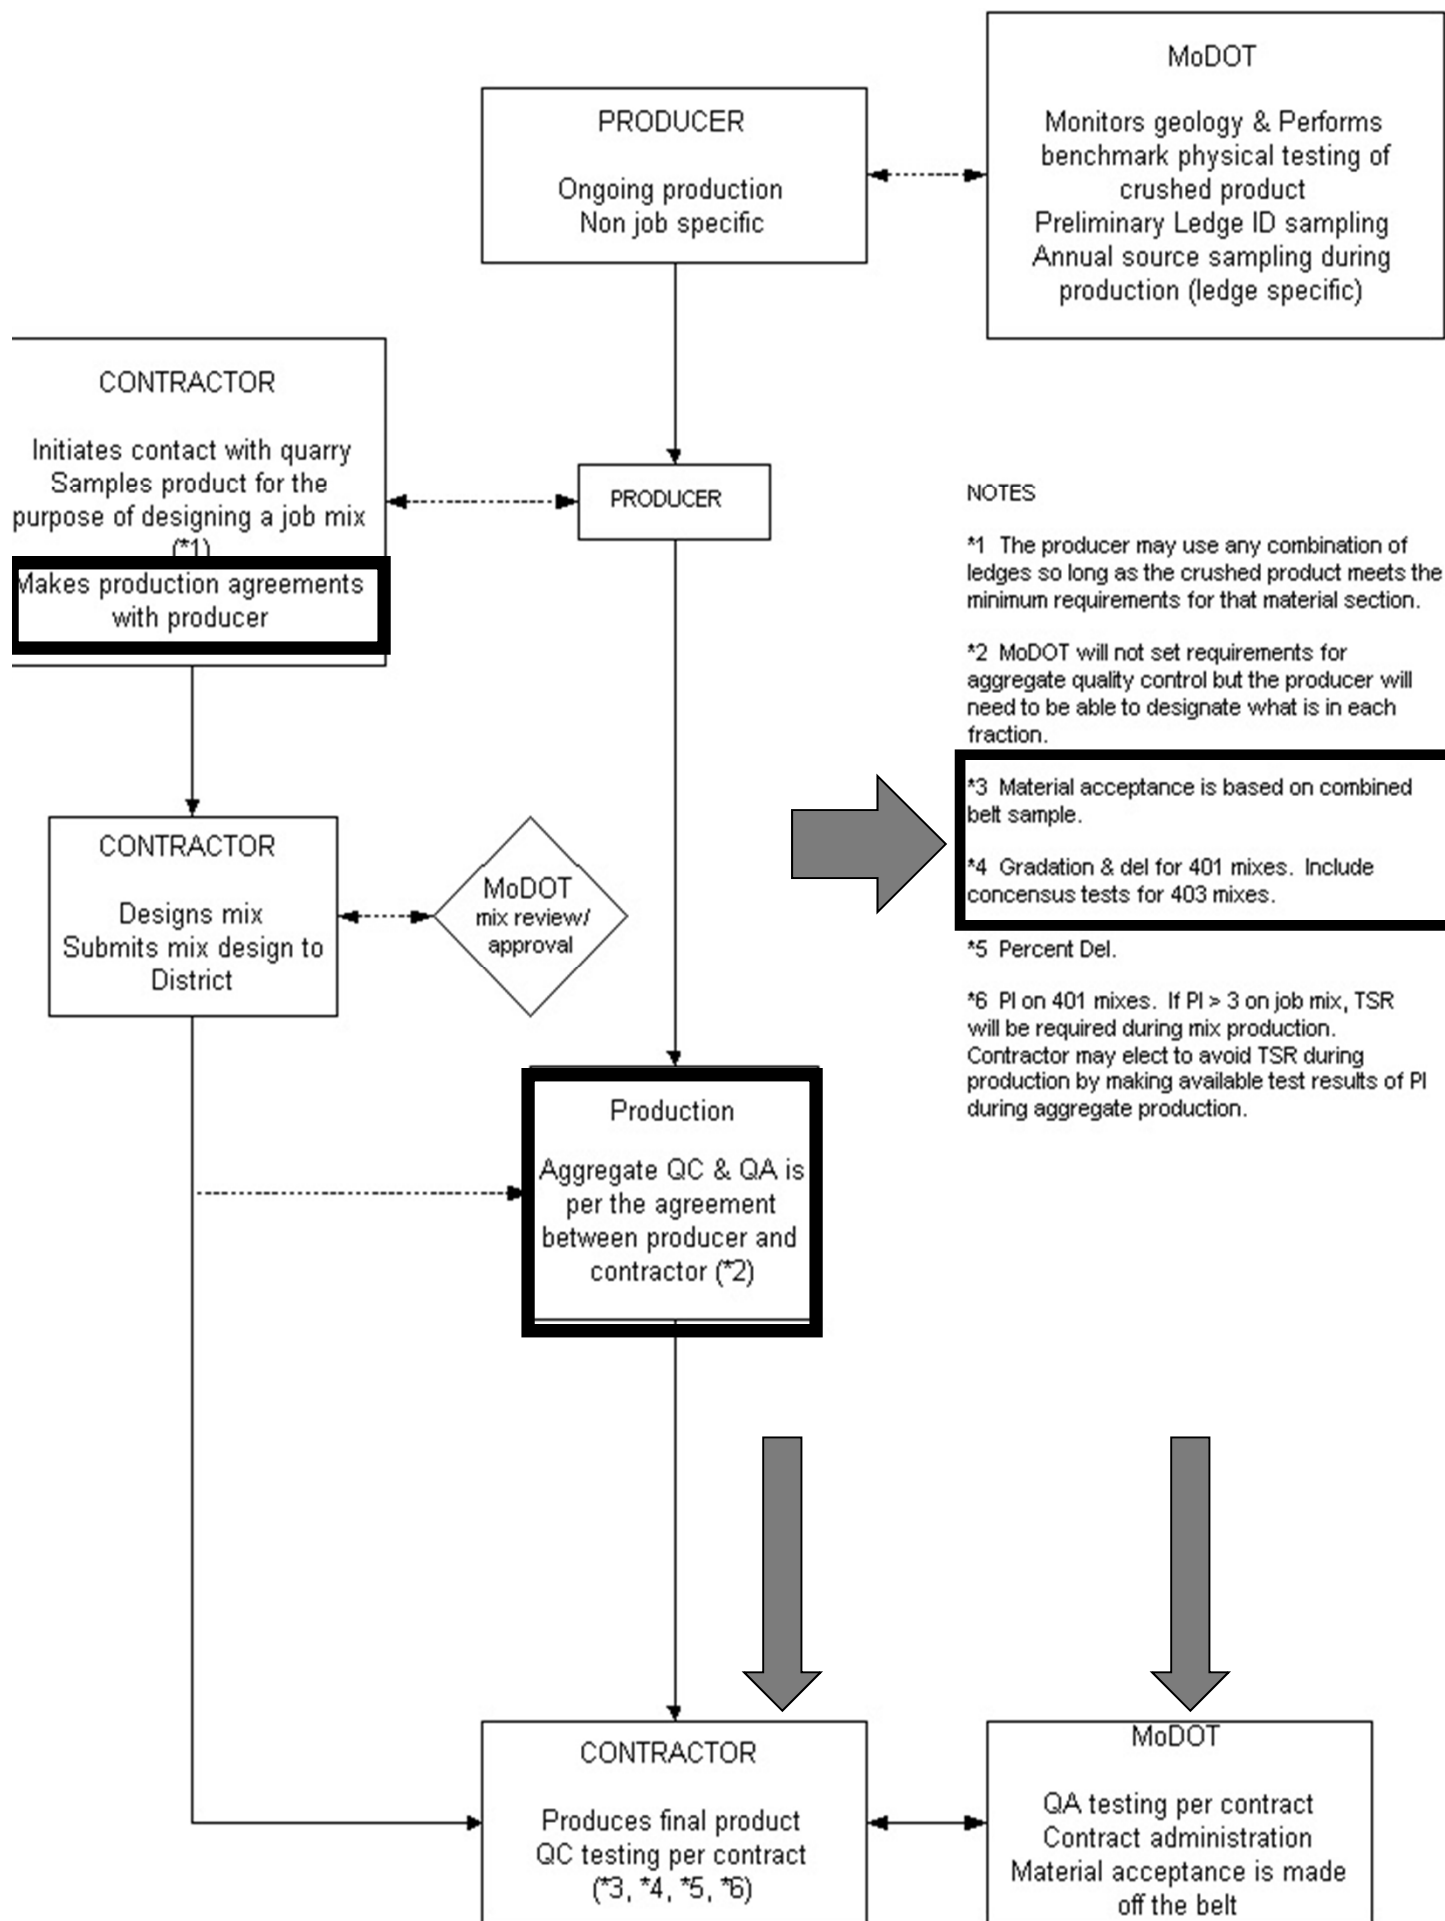 MoDOT
Monitors geology & Performs
benchmark physical testing of
crushed product
Preliminary Ledge ID sampling
Annual source sampling during
production (ledge specific)
PRODUCER
Ongoing production
Non job specific
CONTRACTOR
Initiates contact with quarry
Samples product for the
purpose of designing a job mix
(*1)
Makes production agreements
with producer
PRODUCER
NOTES
*1 The producer may use any combination of
ledges so long as the crushed product meets the
minimum requirements for that material section.
*2 MoDOT will not set requirements for
aggregate quality control but the producer will
need to be able to designate what is in each
fraction.
*3 Material acceptance is based on combined
belt sample.
*4 Gradation & del for 401 mixes. Include
concensus tests for 403 mixes.
*5 Percent Del.
*6 PI on 401 mixes. If PI > 3 on job mix, TSR
will be required during mix production.
Contractor may elect to avoid TSR during
production by making available test results of PI
during aggregate production.
CONTRACTOR
Designs mix
Submits mix design to
District
MoDOT
mix review/
approval
Production
Aggregate QC & QA is
per the agreement
between producer and
contractor (*2)
CONTRACTOR
Produces final product
QC testing per contract
(*3, *4, *5, *6)
MoDOT
QA testing per contract
Contract administration
Material acceptance is made
off the belt